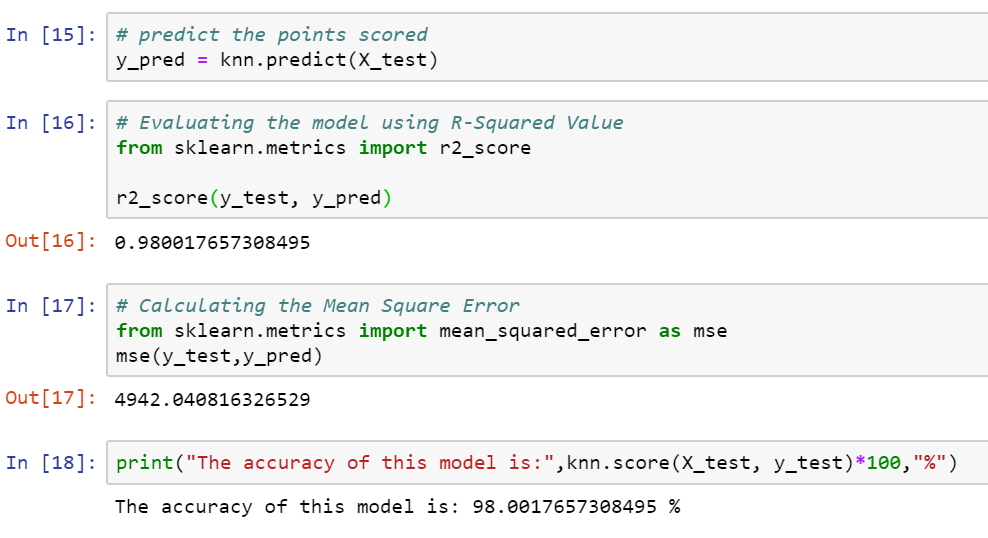 In [15]: # predict the points scored
y_pred = knn.predict(X_test)
In [16]: # Evaluating the model using R-Squared Value
from sklearn.metrics import r2_score
r2_score(y_test, y_pred)
Out[16]: 0.980017657308495
In [17]: # Calculating the Mean Square Error
from sklearn.metrics import mean_squared_error as mse
mse(y_test,y_pred)
Out[17]: 4942.040816326529
In [18]: print("The accuracy of this model is:",knn.score(X_test, y_test)*100,"%")
The accuracy of this model is: 98.0017657308495 %